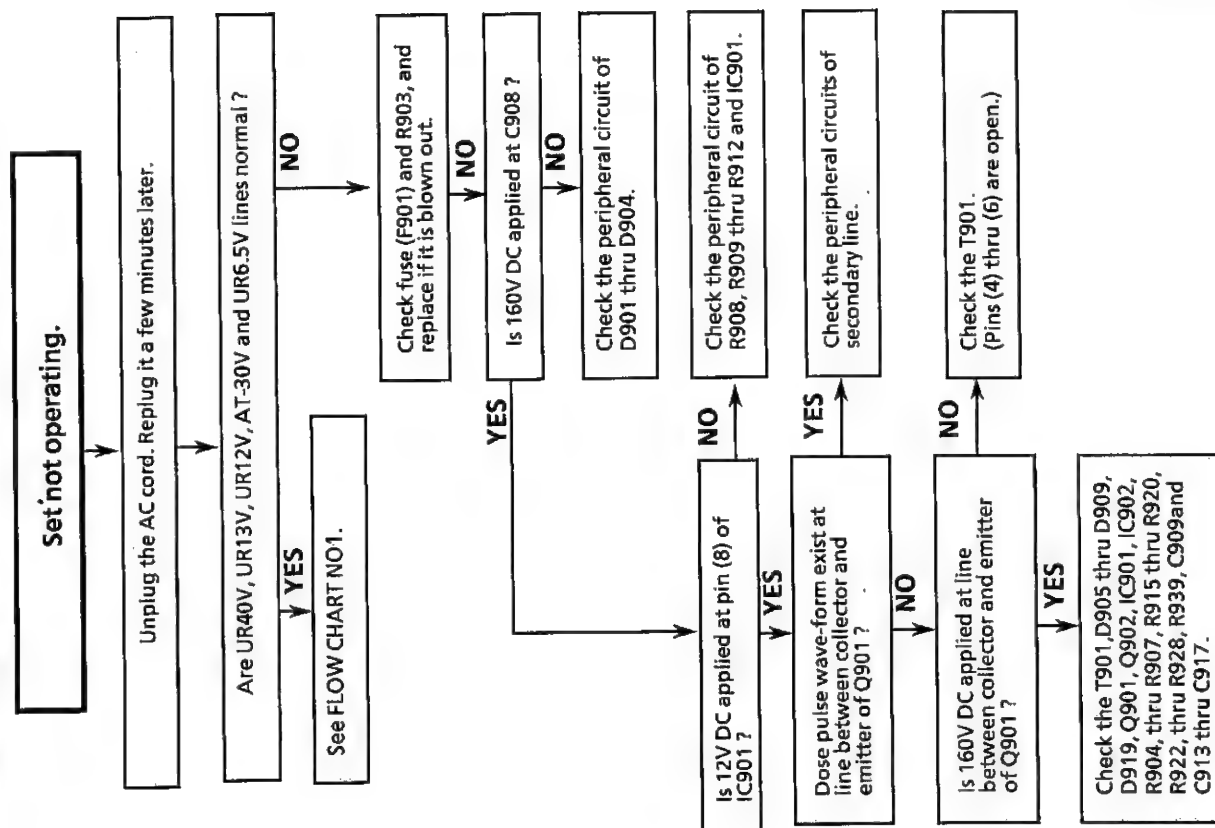 Set not operating.
Unplug the AC cord. Replug it a few minutes later.
Are UR40V, UR13V, UR12V, AT-30V and UR6.5V lines normal ?
YES
NO
See FLOW CHART NO1.
Check fuse (F901) and R903, and
replace if it is blown out.
NO
Is 160V DC applied at C908 ?
YES
NO
Check the peripheral circuit of
D901 thru D904.
Is 12V DC applied at pin (8) of
IC901 ?
NO
Check the peripheral circuit of
R908, R909 thru R912 and IC901.
YES
Dose pulse wave-form exist at
line between collector and
emitter of Q901 ?
YES
Check the peripheral circuits of
secondary line.
NO
Is 160V DC applied at line
between collector and emitter
of Q901 ?
NO
Check the T901.
(Pins (4) thru (6) are open.)
YES
Check the T901,D905 thru D909,
D919, Q901, Q902, IC901, IC902,
R904, thru R907, R915 thru R920,
R922, thru R928, R939, C909and
C913 thru C917.